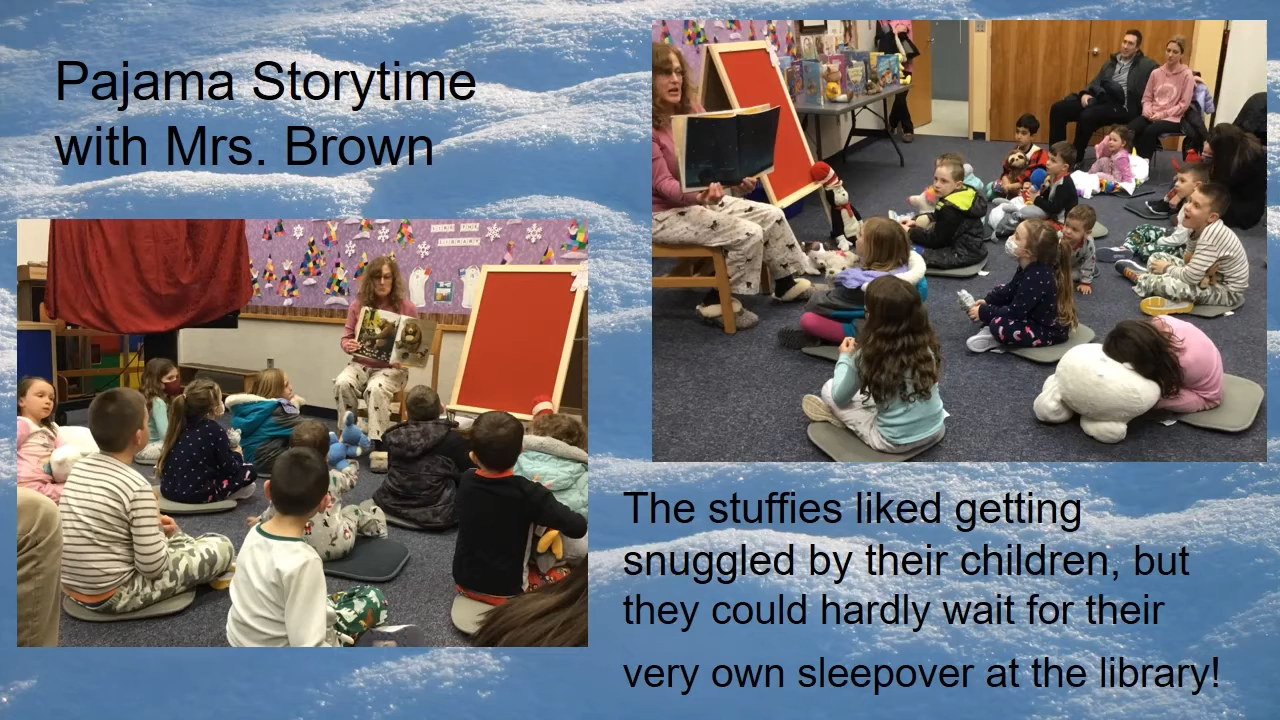 Pajama Storytime
with Mrs. Brown
The stuffies liked getting
snuggled by their children, but
they could hardly wait for their
very own sleepover at the library!